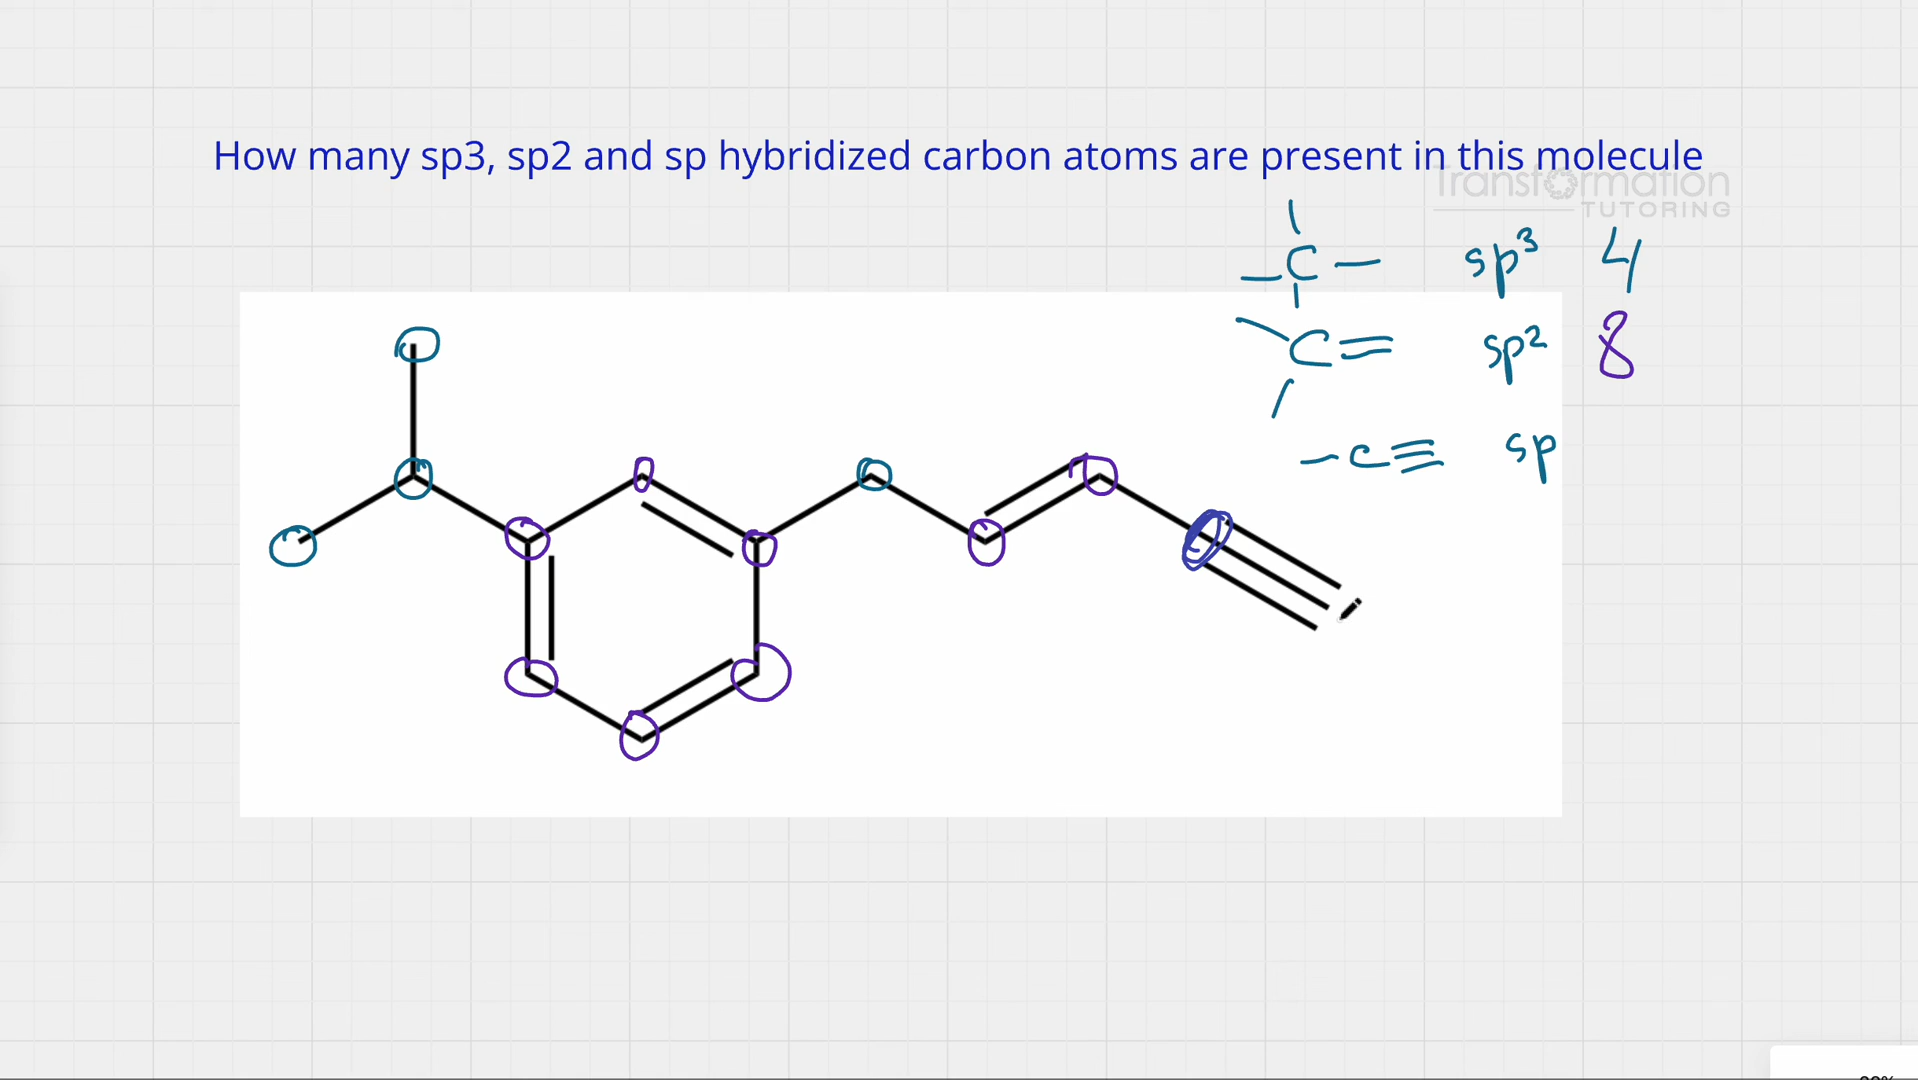 How many sp3, sp2 and sp hybridized carbon atoms are present in this molecule
Transformation
TUTORING
C sp³ 4
C sp² 8
C sp